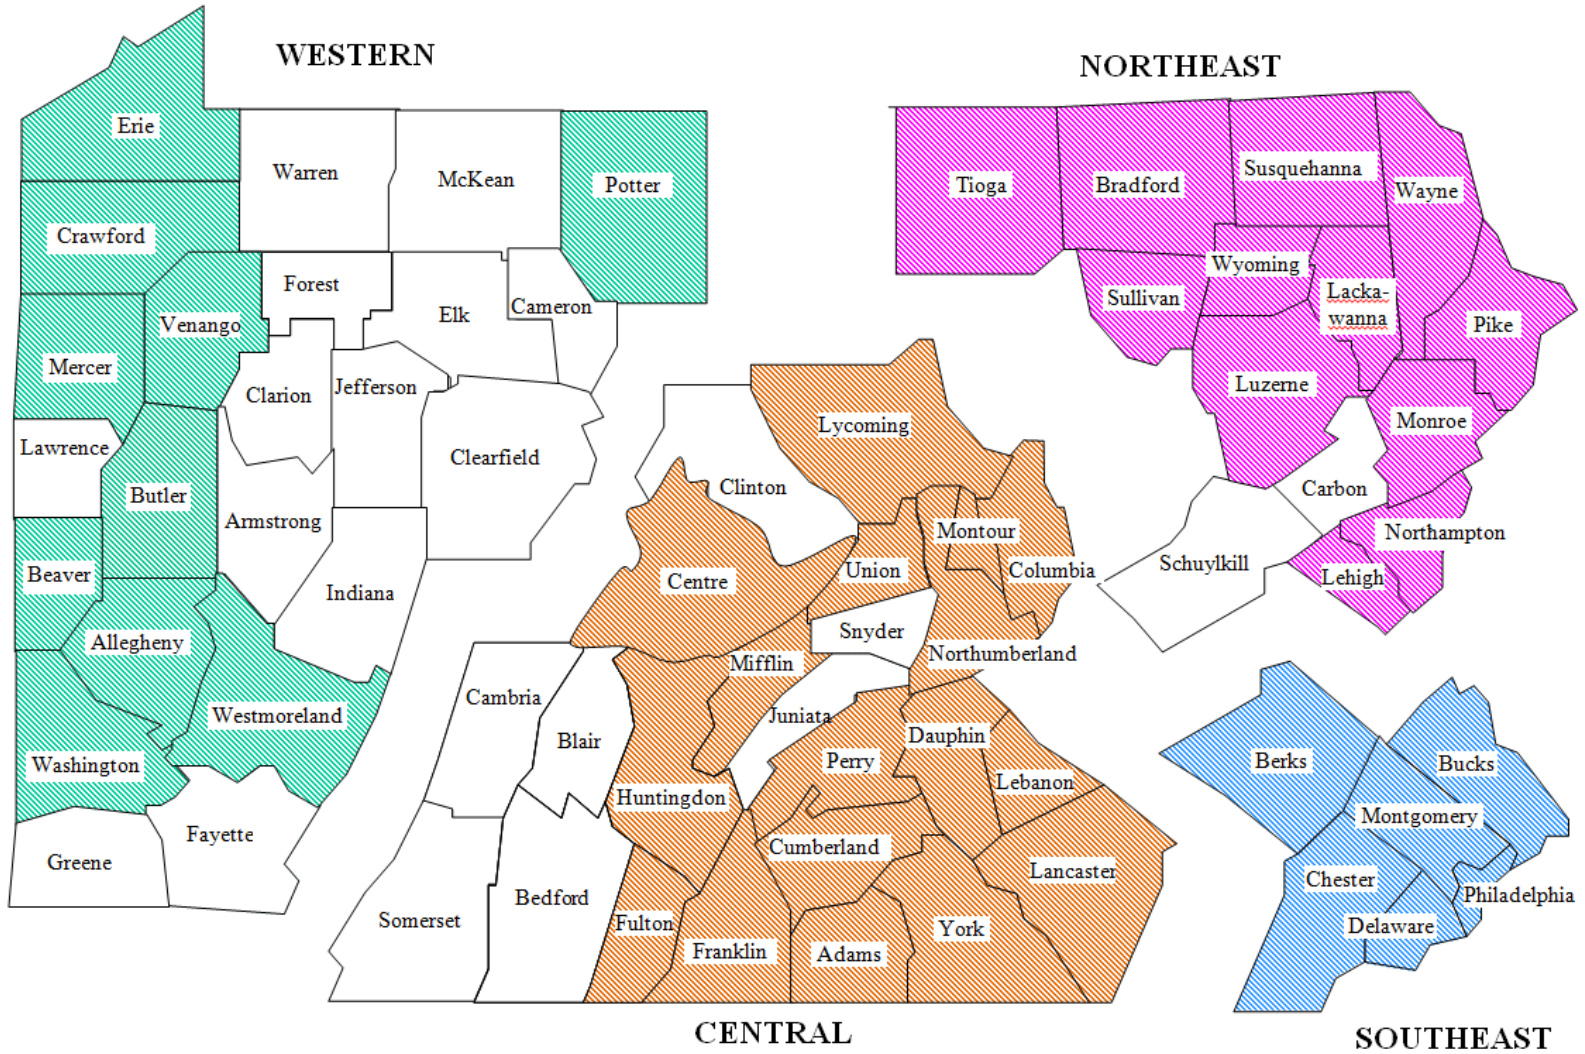 WESTERN
Erie
Warren
McKean
Potter
Crawford
Forest
Venango
Elk
Cameron
Mercer
Clarion
Jefferson
Lawrence
Clearfield
Butler
Armstrong
Beaver
Indiana
Allegheny
Westmoreland
Washington
Fayette
Greene
NORTHEAST
Tioga
Bradford
Susquehanna
Wayne
Wyoming
Sullivan
Lacka-
wanna
Pike
Luzerne
Monroe
Carbon
Northampton
Schuylkill
Lehigh
Lycoming
Clinton
Montour
Centre
Union
Columbia
Snyder
Northumberland
Mifflin
Cambria
Juniata
Blair
Dauphin
Perry
Lebanon
Huntingdon
Cumberland
Lancaster
Bedford
Somerset
Fulton
York
Franklin
Adams
CENTRAL
Berks
Bucks
Montgomery
Chester
Philadelphia
Delaware
SOUTHEAST